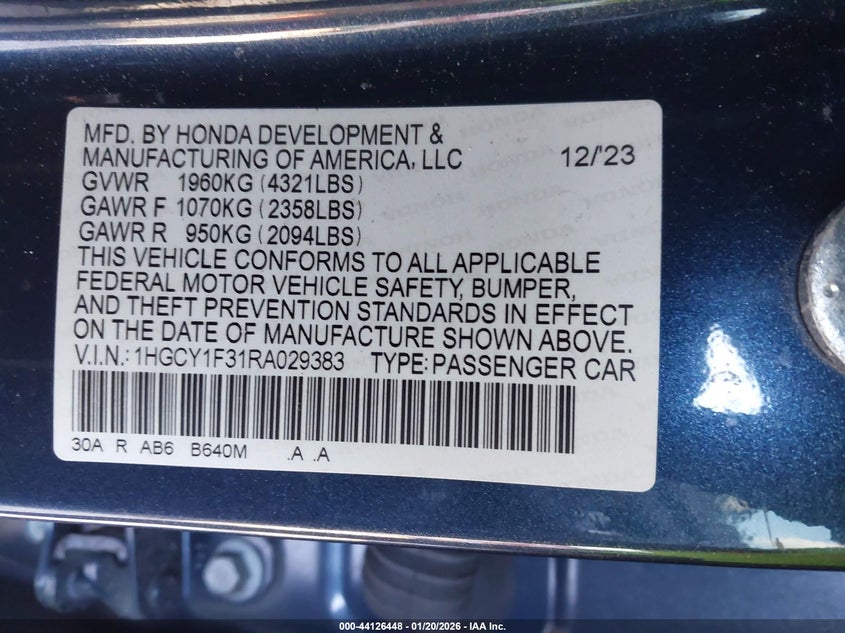 MFD. BY HONDA DEVELOPMENT &
MANUFACTURING OF AMERICA, LLC 12/'23
GVWR 1960KG (4321LBS)
GAWR F 1070KG (2358LBS)
GAWR R 950KG (2094LBS)
THIS VEHICLE CONFORMS TO ALL APPLICABLE
FEDERAL MOTOR VEHICLE SAFETY, BUMPER,
AND THEFT PREVENTION STANDARDS IN EFFECT
ON THE DATE OF MANUFACTURE SHOWN ABOVE.
V.I.N.: 1HGCY1F31RA029383 TYPE: PASSENGER CAR
30A R AB6 B640M .A .A
000-44126448 - 01/20/2026 - IAA Inc.